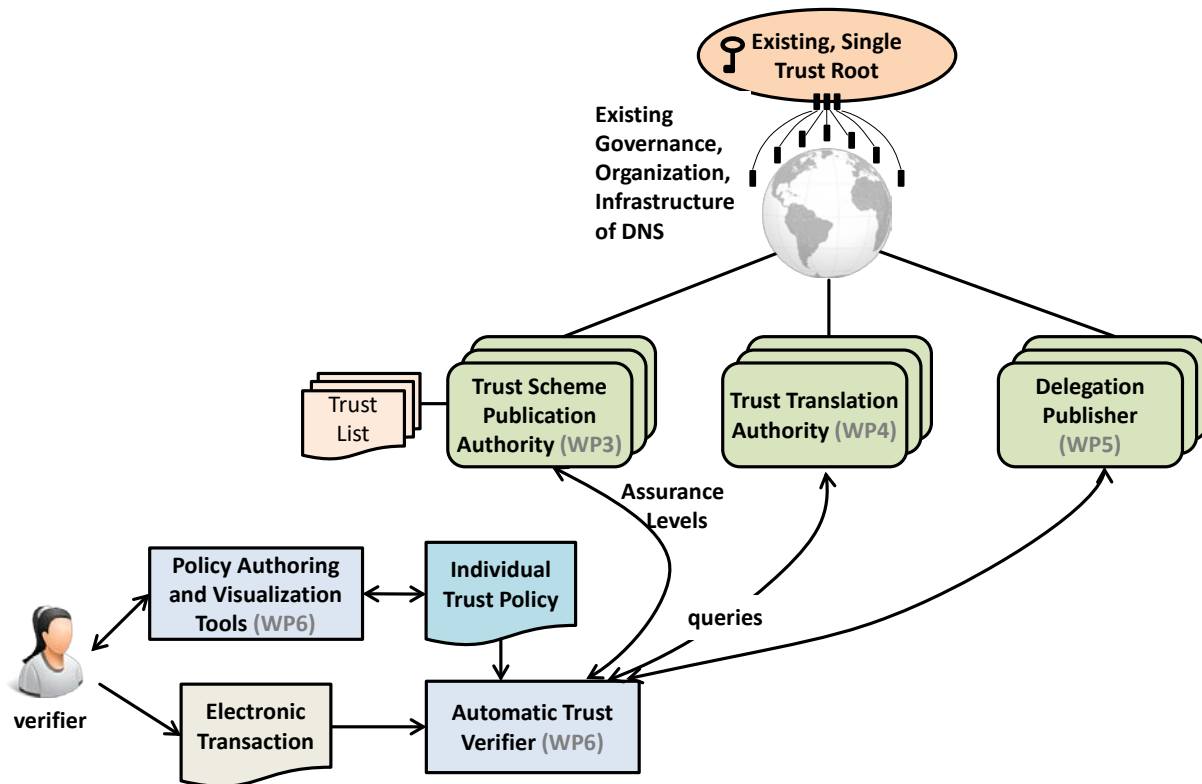 Existing, Single
Trust Root
Existing
Governance,
Organization,
Infrastructure
of DNS
Trust
List
Trust Scheme
Publication
Authority (WP3)
Trust Translation
Authority (WP4)
Delegation
Publisher
(WP5)
Assurance
Levels
Policy Authoring
and Visualization
Tools (WP6)
Individual
Trust Policy
queries
verifier
Electronic
Transaction
Automatic Trust
Verifier (WP6)